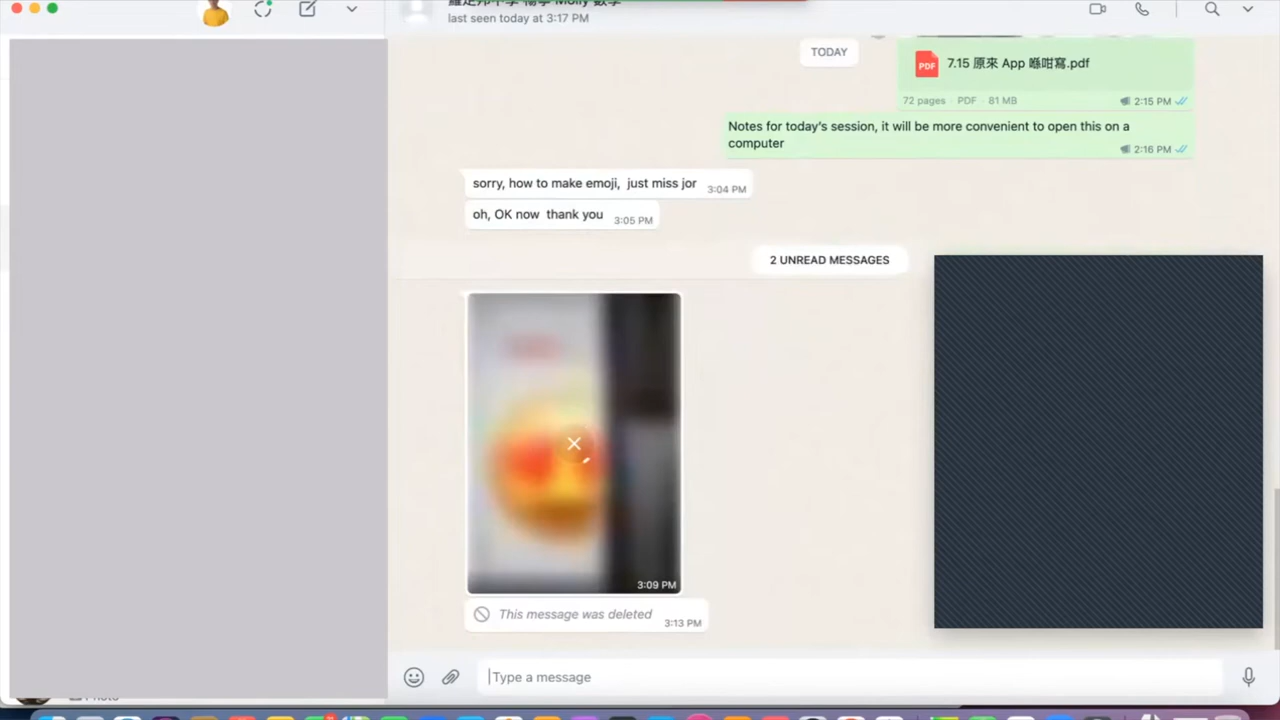 last seen today at 3:17 PM
TODAY
PDF
7.15 原來 App 喺咁寫.pdf
72 pages · PDF · 81 MB
2:15 PM
Notes for today's session, it will be more convenient to open this on a
computer
2:16 PM
sorry, how to make emoji, just miss jor
3:04 PM
oh, OK now thank you
3:05 PM
2 UNREAD MESSAGES
3:09 PM
This message was deleted
3:13 PM
Type a message